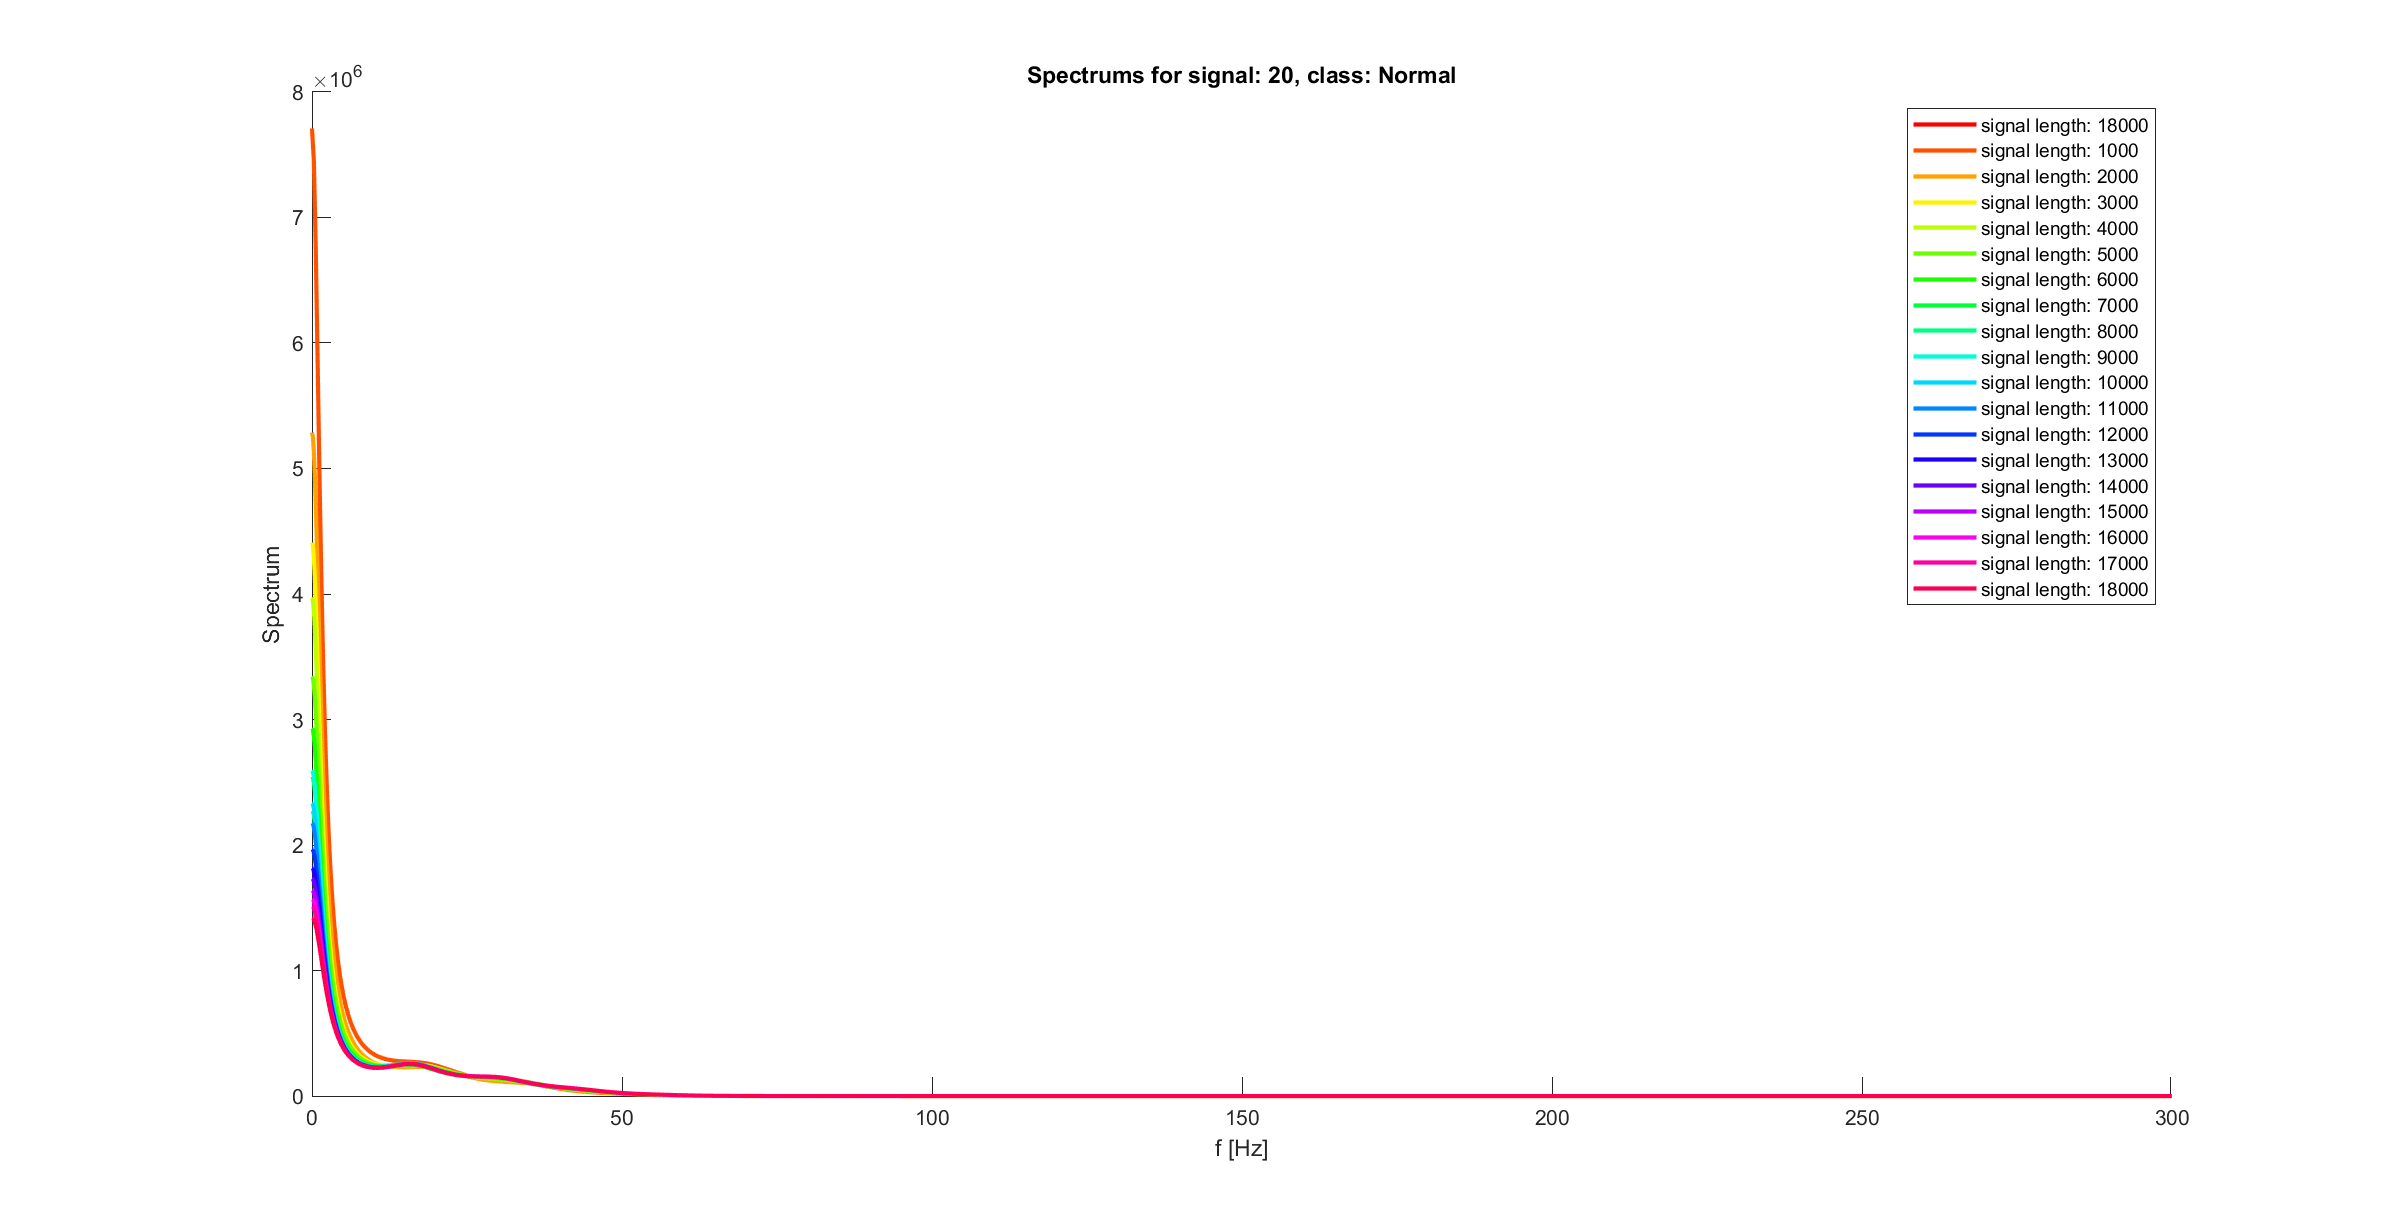 Spectrums for signal: 20, class: Normal
×10^6
8
7
6
5
4
3
2
1
0
Spectrum
0 50 100 150 200 250 300
f [Hz]
signal length: 18000
signal length: 1000
signal length: 2000
signal length: 3000
signal length: 4000
signal length: 5000
signal length: 6000
signal length: 7000
signal length: 8000
signal length: 9000
signal length: 10000
signal length: 11000
signal length: 12000
signal length: 13000
signal length: 14000
signal length: 15000
signal length: 16000
signal length: 17000
signal length: 18000